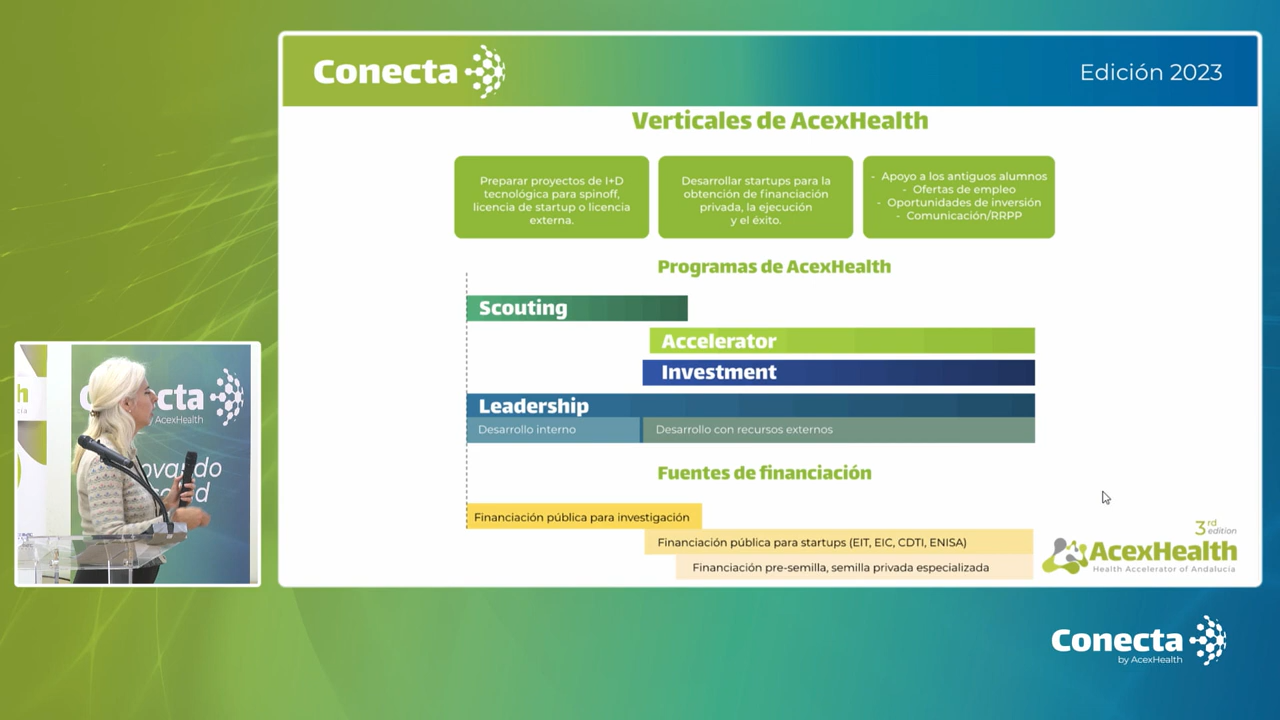 Conecta
Edición 2023
Verticales de AcexHealth
Preparar proyectos de I+D
tecnológica para spinoff,
licencia de startup o licencia
externa.
Desarrollar startups para la
obtención de financiación
privada, la ejecución
y el éxito.
- Apoyo a los antiguos alumnos
- Ofertas de empleo
- Oportunidades de inversión
- Comunicación/RRPP
Programas de AcexHealth
Scouting
Accelerator
Investment
Leadership
Desarrollo interno
Desarrollo con recursos externos
Fuentes de financiación
Financiación pública para investigación
Financiación pública para startups (EIT, EIC, CDTI, ENISA)
Financiación pre-semilla, semilla privada especializada
3rd edition
AcexHealth
Health Accelerator of Andalucía
cta
by AcexHealth
Conecta
by AcexHealth